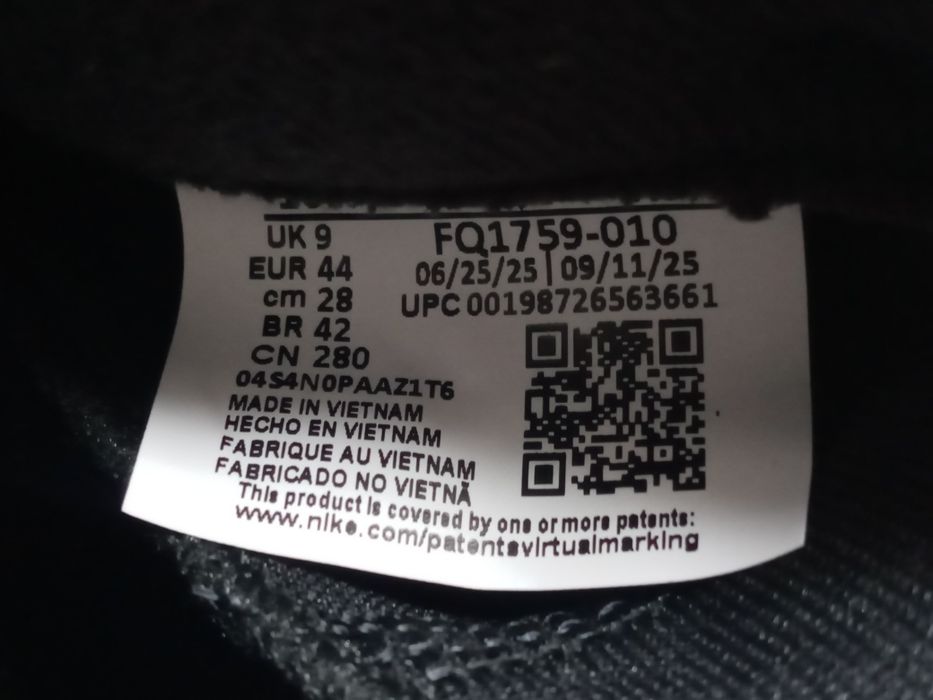 UK 9
EUR 44
cm 28
BR 42
CN 280
04S4N0PAAZ1T6
FQ1759-010
06/25/25 | 09/11/25
UPC 00198726563661
MADE IN VIETNAM
HECHO EN VIETNAM
FABRIQUE AU VIETNAM
FABRICADO NO VIETNÃ
This product is covered by one or more patents:
www.nike.com/patentsvirtualmarking